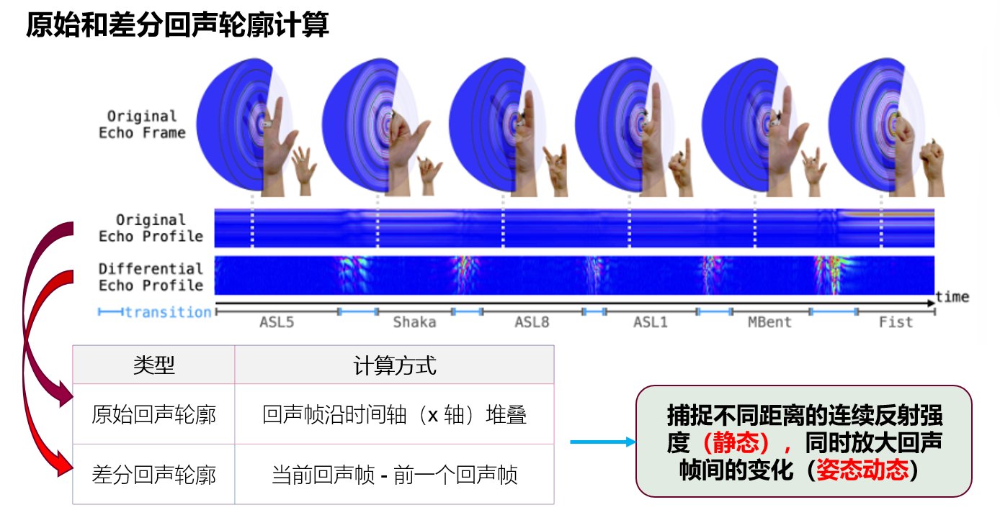 原始和差分回声轮廓计算
Original
Echo Frame
Original
Echo Profile
Differential
Echo Profile
time
transition
ASL5
Shaka
ASL8
ASL1
MBent
Fist
类型
计算方式
原始回声轮廓
回声帧沿时间轴（x 轴）堆叠
差分回声轮廓
当前回声帧 - 前一个回声帧
捕捉不同距离的连续反射强
度（静态），同时放大回声
帧间的变化（姿态动态）